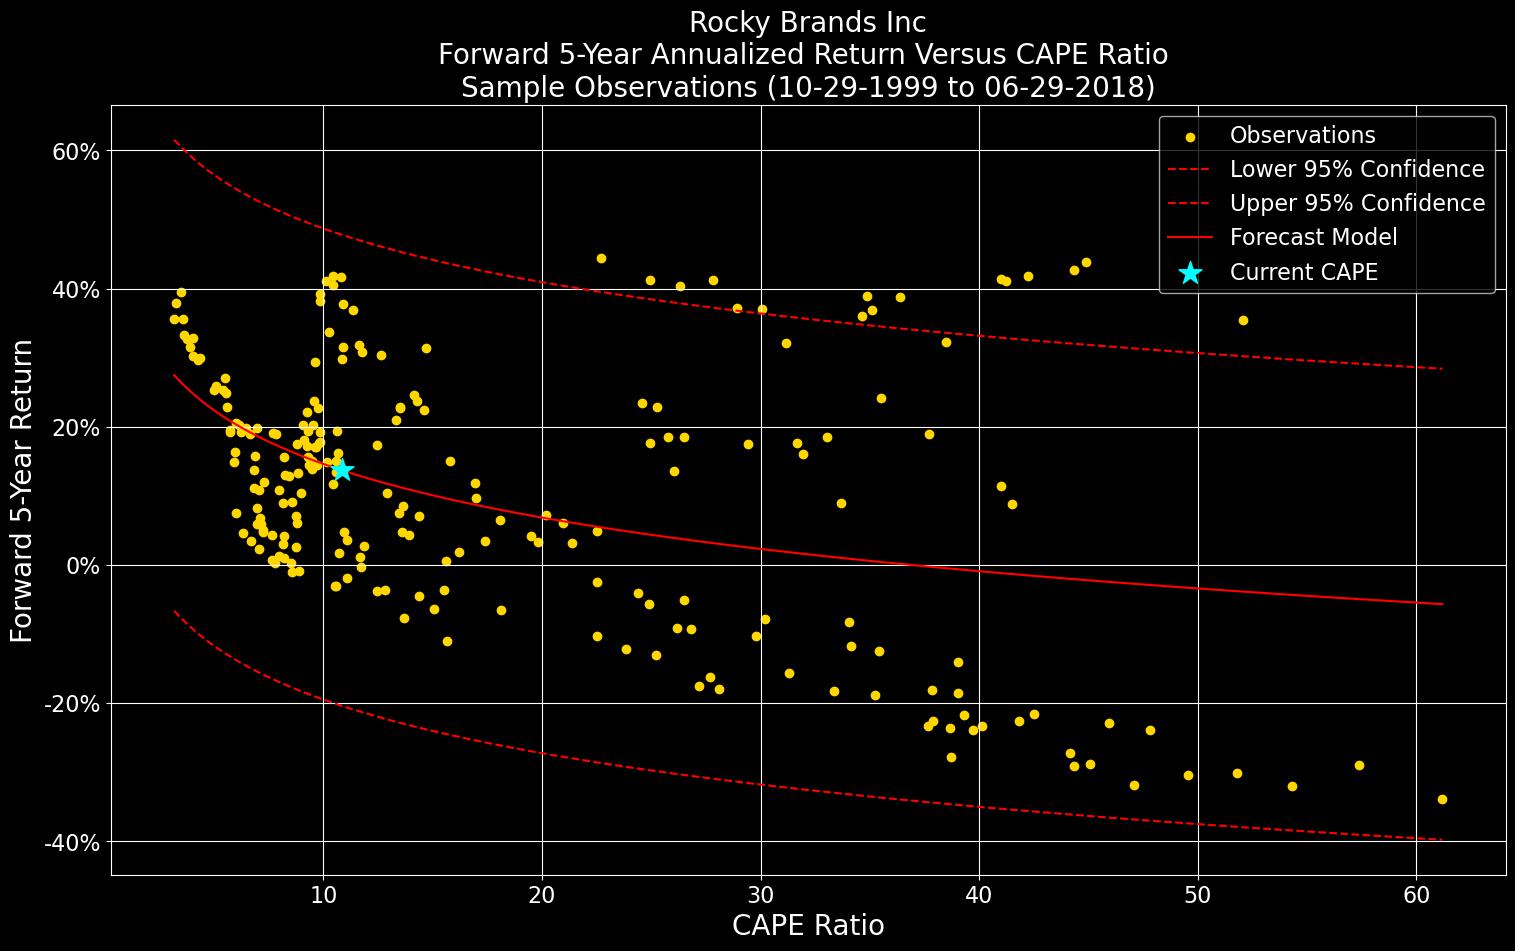 Rocky Brands Inc
Forward 5-Year Annualized Return Versus CAPE Ratio
Sample Observations (10-29-1999 to 06-29-2018)
Observations
Lower 95% Confidence
Upper 95% Confidence
Forecast Model
Current CAPE
Forward 5-Year Return
60%
40%
20%
0%
-20%
-40%
10 20 30 40 50 60
CAPE Ratio